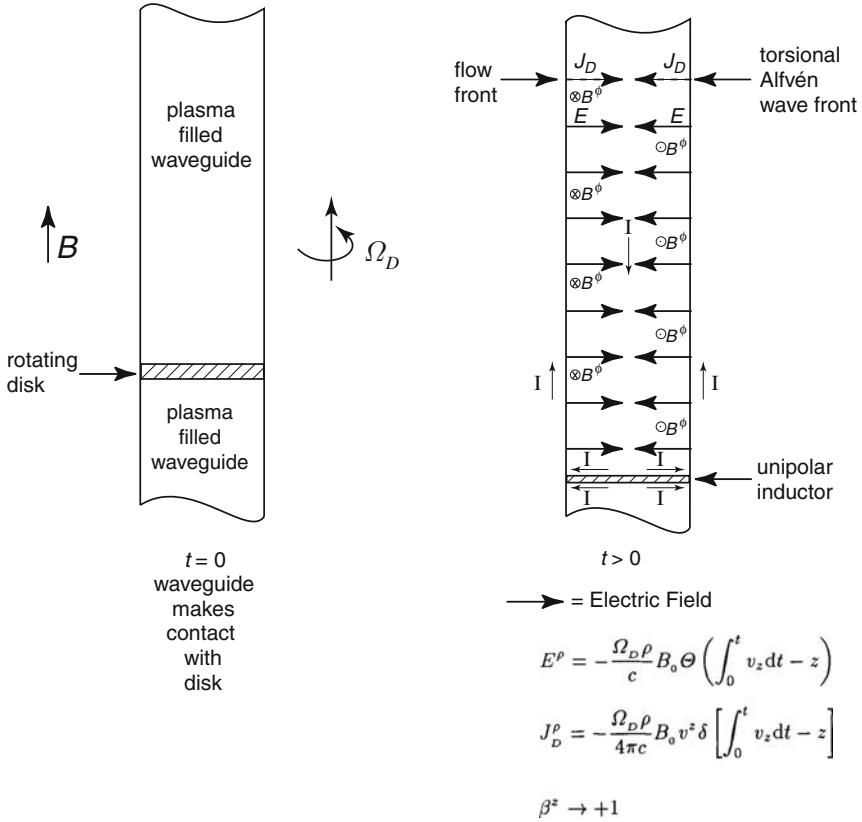 plasma
filled
waveguide
B
Ω_D
rotating
disk
plasma
filled
waveguide
t = 0
waveguide
makes
contact
with
disk
flow
front
J_D J_D
torsional
Alfvén
wave front
⊗B^ϕ
E E
⊙B^ϕ
⊗B^ϕ
I
⊙B^ϕ
⊗B^ϕ
⊙B^ϕ
⊗B^ϕ
I I
⊙B^ϕ
I I
I I
unipolar
inductor
t > 0
= Electric Field
E^ρ = −\frac{Ω_D ρ}{c} B_0 Θ ( ∫_0^t v_z dt − z )
J_D^ρ = −\frac{Ω_D ρ}{4πc} B_0 v^z δ [ ∫_0^t v_z dt − z ]
β^z → +1